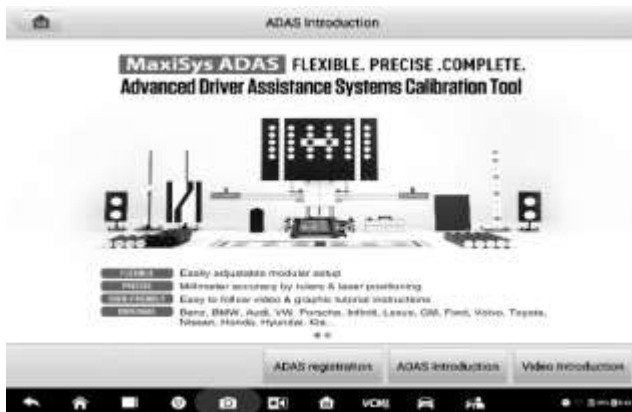 ADAS Introduction
MaxiSys ADAS FLEXIBLE. PRECISE .COMPLETE.
Advanced Driver Assistance Systems Calibration Tool
FLEXIBLE Easily adjustable modular setup
PRECISE Millimeter accuracy by rulers & laser positioning
Easy to follow video & graphic tutorial instructions
Benz, BMW, Audi, VW, Porsche, Infiniti, Lexus, GM, Ford, Volvo, Toyota,
Nissan, Honda, Hyundai, Kia
ADAS registration ADAS Introduction Video Introduction
VCMI